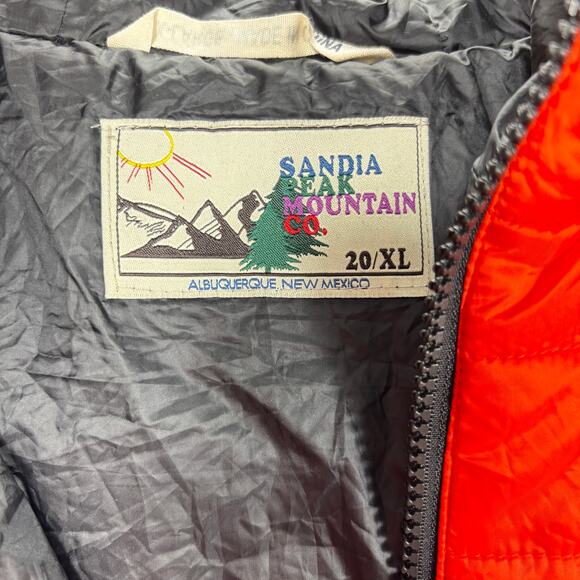 SANDIA
PEAK
MOUNTAIN
CO.
20/XL
ALBUQUERQUE, NEW MEXICO